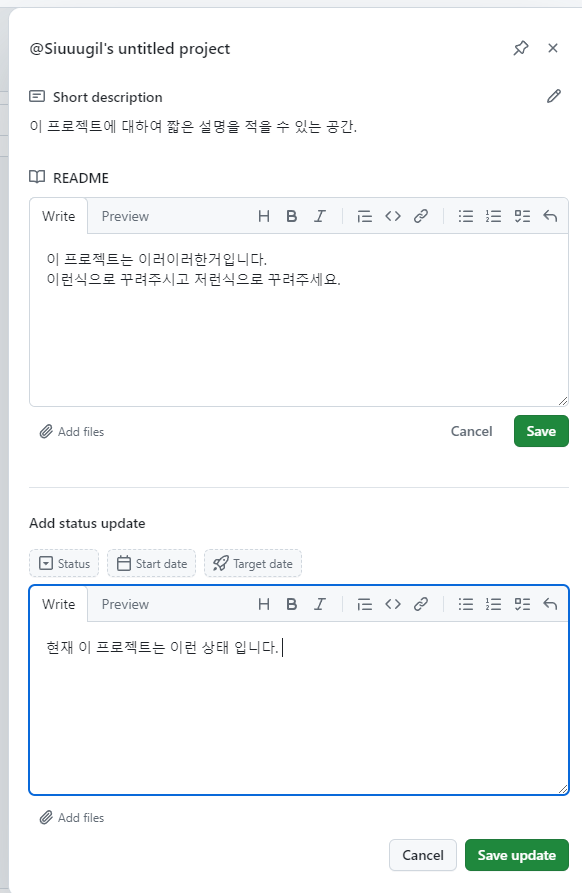 @Siuuugil's untitled project
Short description
이 프로젝트에 대하여 짧은 설명을 적을 수 있는 공간.
README
Write Preview
이 프로젝트는 이러이러한거입니다.
이런식으로 꾸려주시고 저런식으로 꾸려주세요.
Add files Cancel Save
Add status update
Status Start date Target date
Write Preview
현재 이 프로젝트는 이런 상태 입니다.
Add files
Cancel Save update